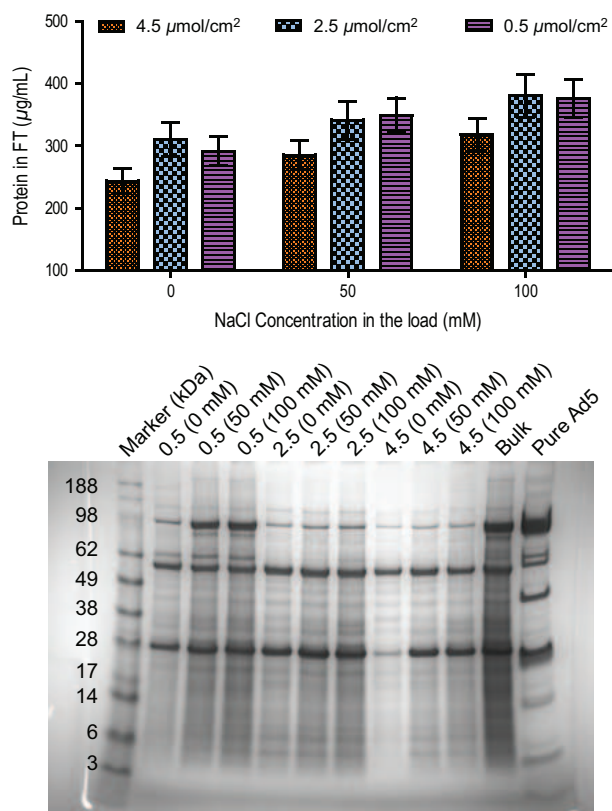 500
400
300
200
100
Protein in FT (µg/mL)
4.5 µmol/cm²
2.5 µmol/cm²
0.5 µmol/cm²
0
50
100
NaCl Concentration in the load (mM)
Marker (kDa)
0.5 (0 mM)
0.5 (50 mM)
0.5 (100 mM)
2.5 (0 mM)
2.5 (50 mM)
2.5 (100 mM)
4.5 (0 mM)
4.5 (50 mM)
4.5 (100 mM)
Bulk
Pure Ad5
188
98
62
49
38
28
17
14
6
3